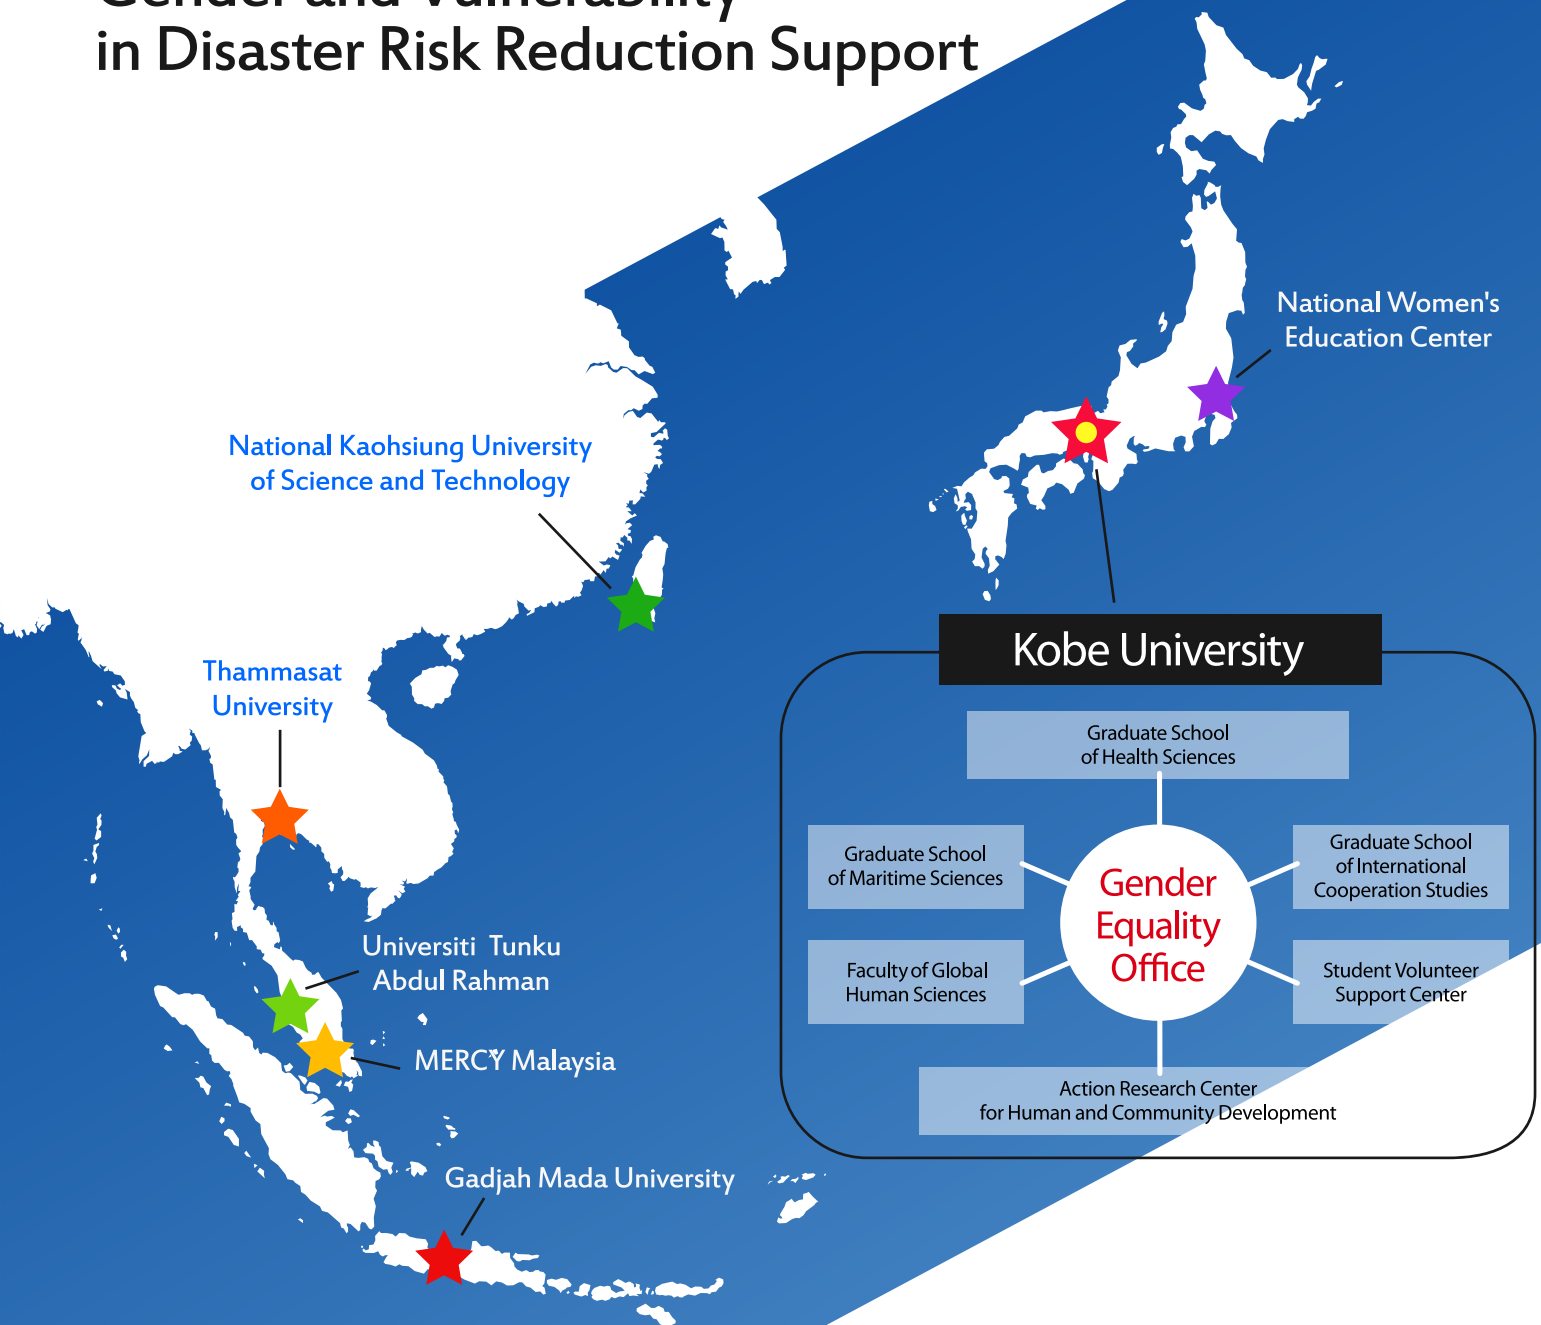 Gender and Vulnerability
in Disaster Risk Reduction Support
National Women's
Education Center
National Kaohsiung University
of Science and Technology
Kobe University
Thammasat
University
Graduate School
of Health Sciences
Graduate School
of Maritime Sciences
Graduate School
of International
Cooperation Studies
Gender
Equality
Office
Universiti Tunku
Abdul Rahman
Faculty of Global
Human Sciences
Student Volunteer
Support Center
MERCY Malaysia
Action Research Center
for Human and Community Development
Gadjah Mada University